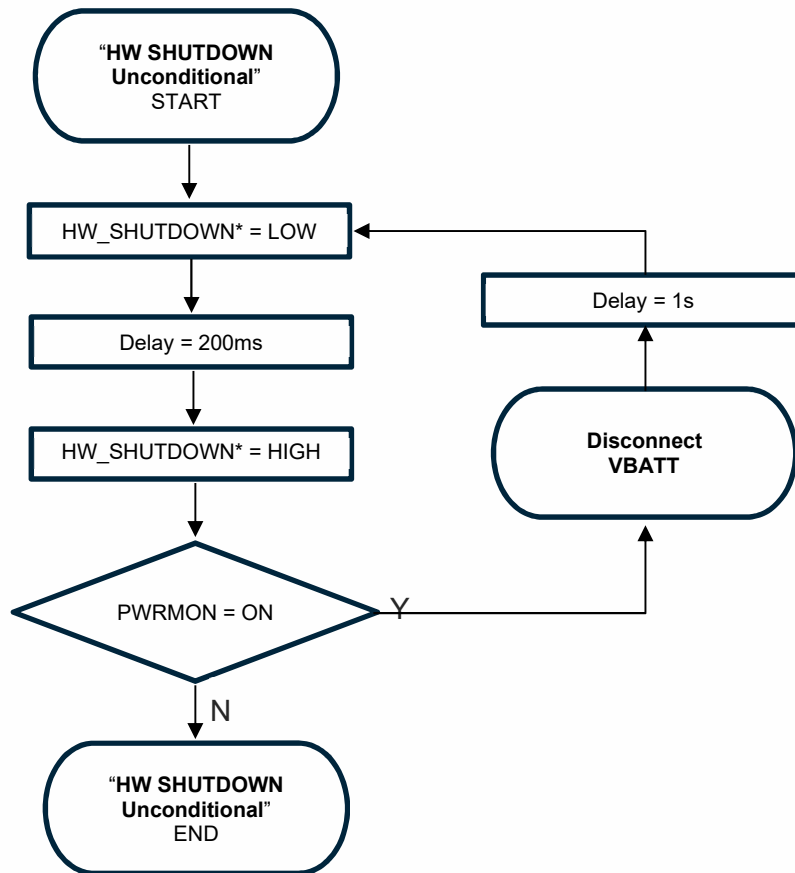 “HW SHUTDOWN
Unconditional”
START
HW_SHUTDOWN* = LOW
Delay = 1s
Delay = 200ms
Disconnect
VBATT
HW_SHUTDOWN* = HIGH
PWRMON = ON
Y
N
“HW SHUTDOWN
Unconditional”
END